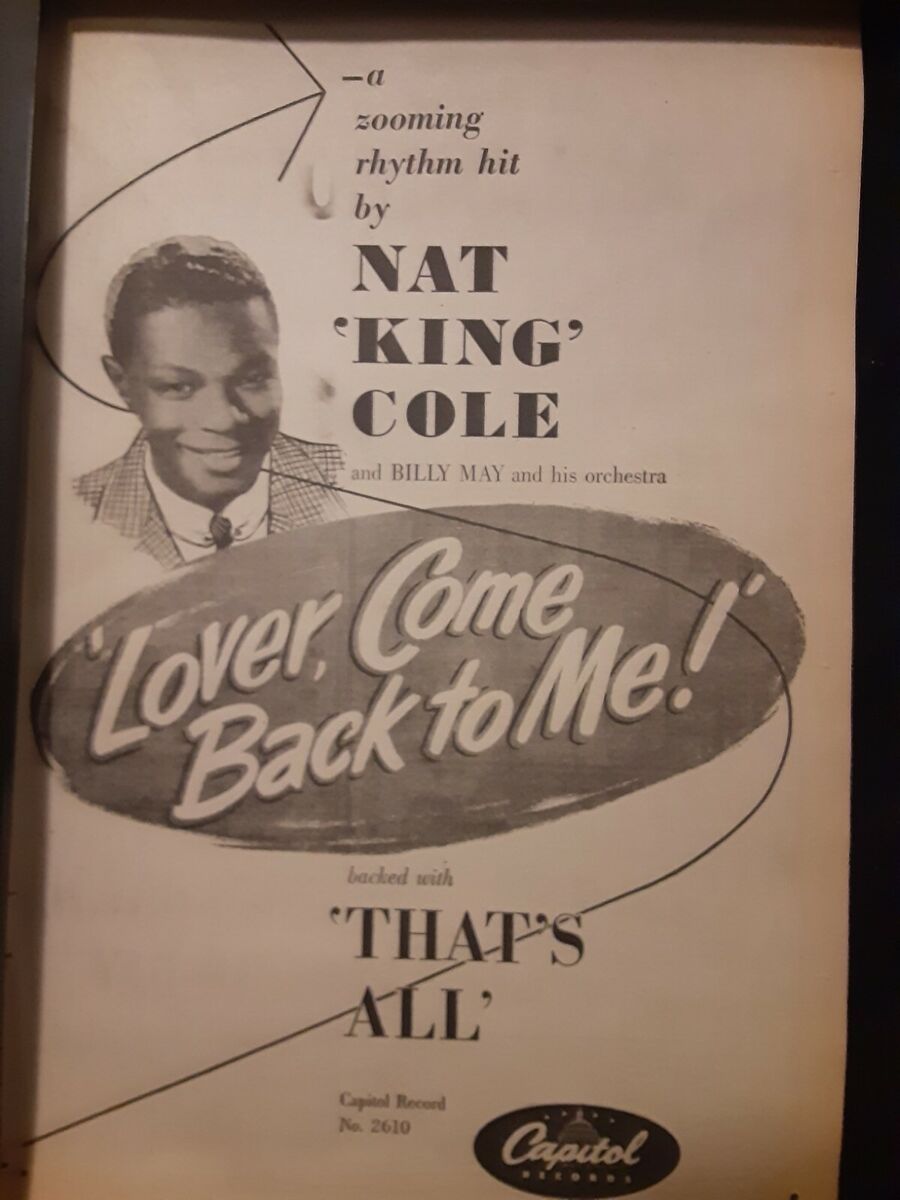 —a
zooming
rhythm hit
by
NAT
‘KING’
COLE
and BILLY MAY and his orchestra
"Lover, Come
Back to Me!"
backed with
‘THAT’S
ALL’
Capitol Record
No. 2610
Capitol
RECORDS